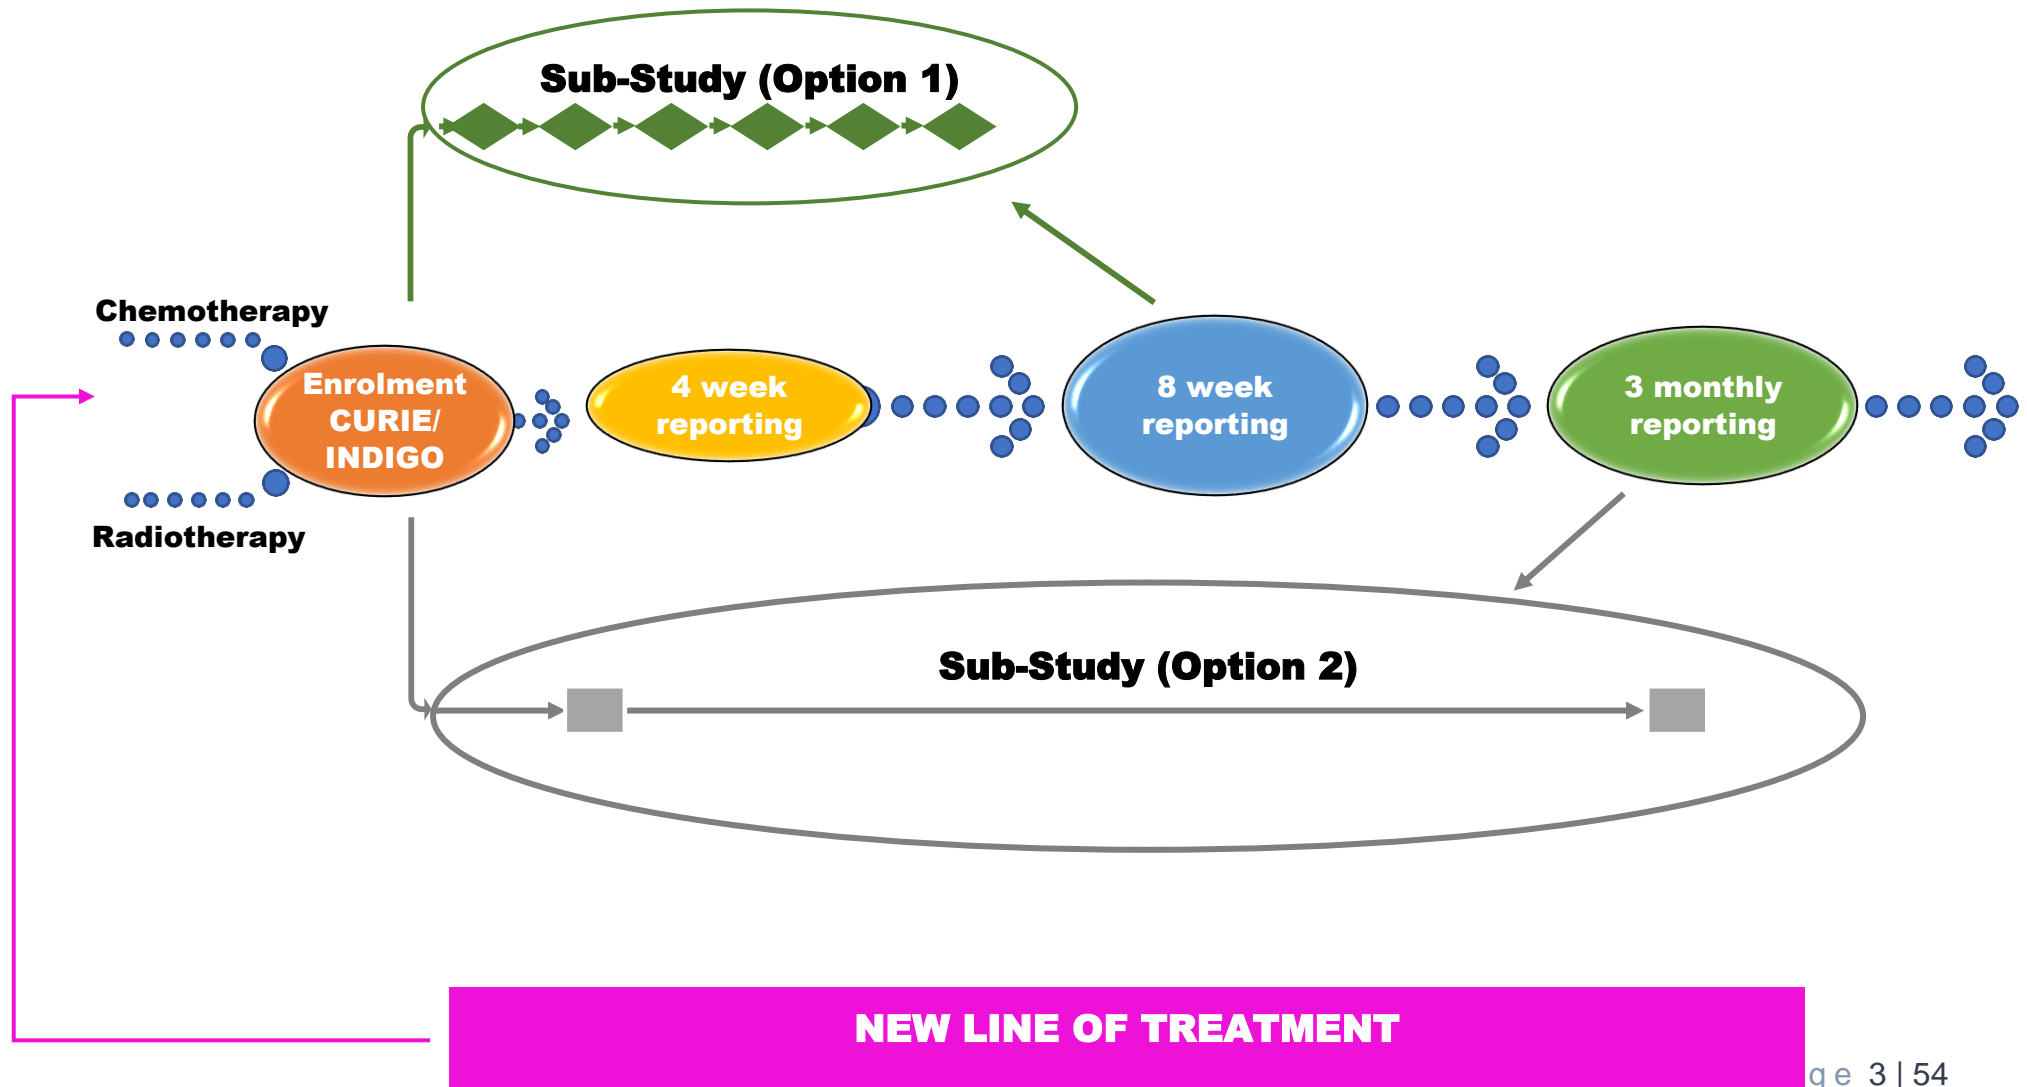 Sub-Study (Option 1)
Chemotherapy
Enrolment
CURIE/
INDIGO
4 week
reporting
8 week
reporting
3 monthly
reporting
Radiotherapy
Sub-Study (Option 2)
NEW LINE OF TREATMENT
g e 3 | 54